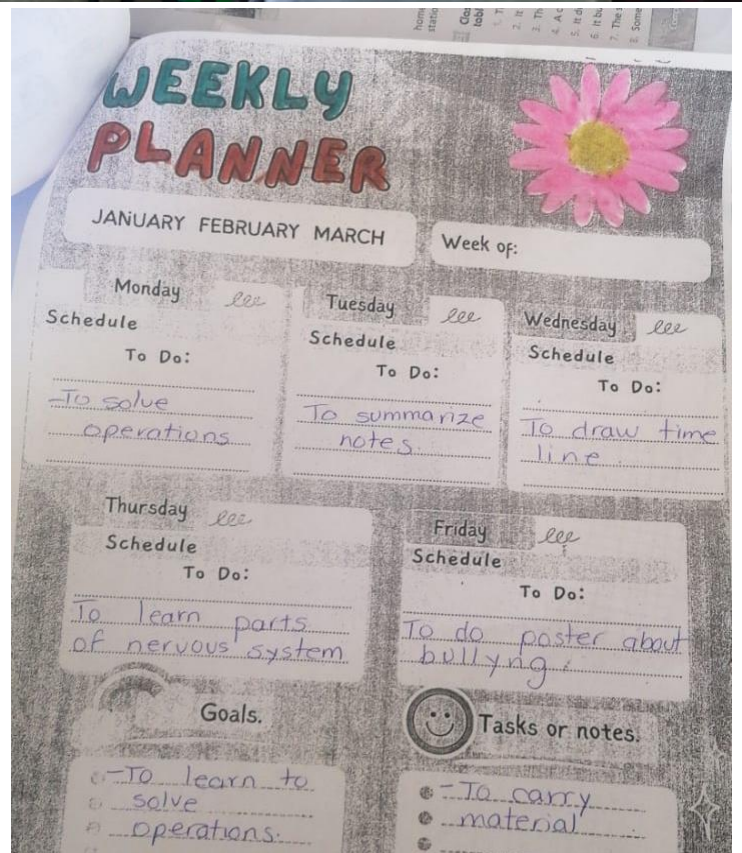 WEEKLY
PLANNER
JANUARY FEBRUARY MARCH
Week of:
Monday
Schedule
To Do:
-To solve
operations
Tuesday
Schedule
To Do:
To summarize
notes.
Wednesday
Schedule
To Do:
To draw time
line.
Thursday
Schedule
To Do:
To learn parts
of nervous system
Friday
Schedule
To Do:
To do poster about
bullyng.
Goals.
-To learn to
solve
operations.
Tasks or notes.
-To carry
material